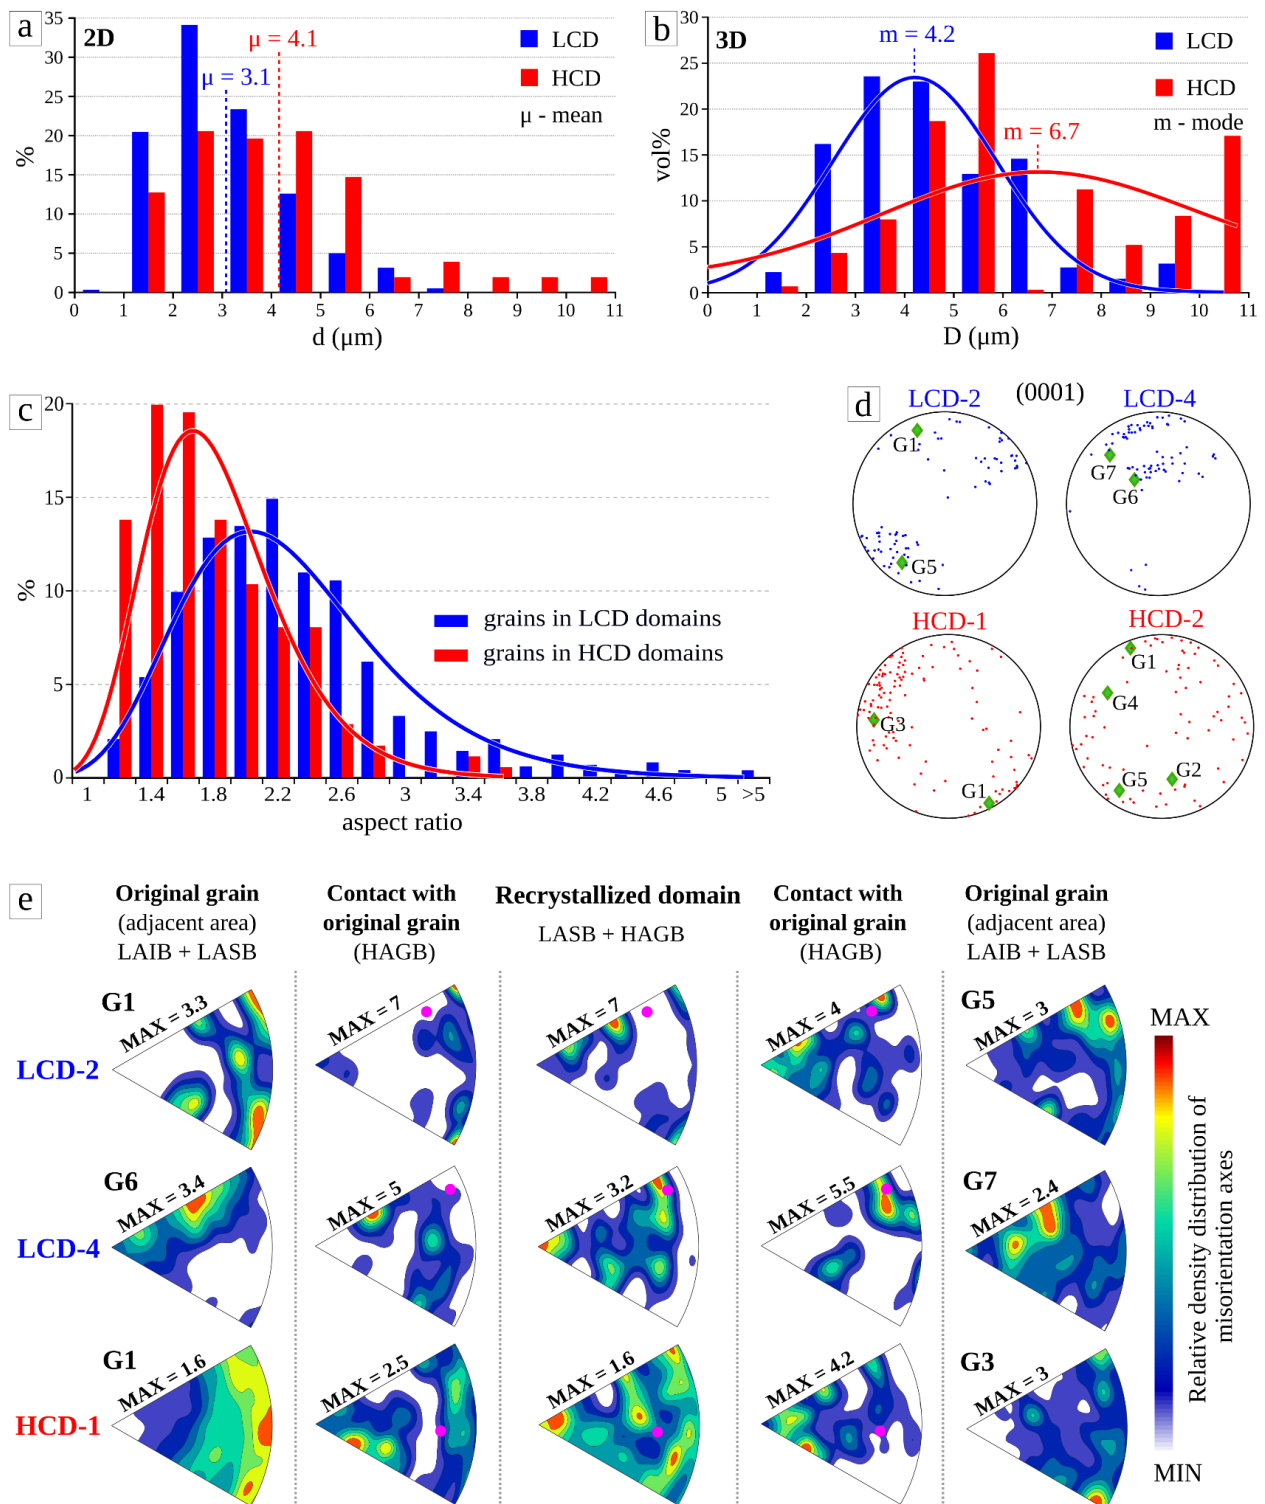 a
2D
35
30
25
20
15
10
5
0
%
μ = 4.1
μ = 3.1
LCD
HCD
μ - mean
0 1 2 3 4 5 6 7 8 9 10 11
d (μm)
b
3D
30
25
20
15
10
5
0
vol%
m = 4.2
m = 6.7
LCD
HCD
m - mode
0 1 2 3 4 5 6 7 8 9 10 11
D (μm)
c
20
15
10
5
0
%
grains in LCD domains
grains in HCD domains
1 1.4 1.8 2.2 2.6 3 3.4 3.8 4.2 4.6 5 >5
aspect ratio
d
LCD-2 (0001) LCD-4
G1
G5
G7
G6
HCD-1 HCD-2
G3
G1
G1
G4
G5
G2
e
Original grain
(adjacent area)
LAIB + LASB
Contact with
original grain
(HAGB)
Recrystallized domain
LASB + HAGB
Contact with
original grain
(HAGB)
Original grain
(adjacent area)
LAIB + LASB
LCD-2
G1
MAX = 3.3
MAX = 7
MAX = 7
MAX = 4
G5
MAX = 3
LCD-4
G6
MAX = 3.4
MAX = 5
MAX = 3.2
MAX = 5.5
G7
MAX = 2.4
HCD-1
G1
MAX = 1.6
MAX = 2.5
MAX = 1.6
MAX = 4.2
G3
MAX = 3
MAX
Relative density distribution of
misorientation axes
MIN